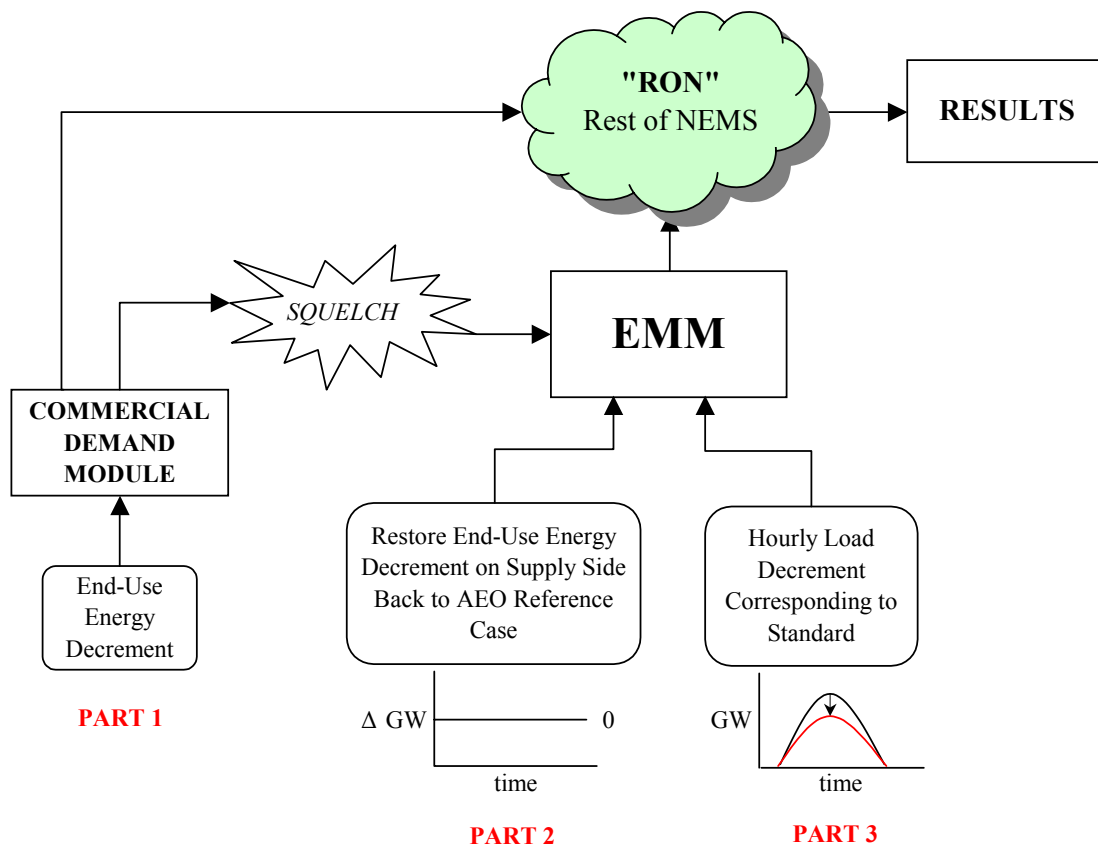 "RON"
Rest of NEMS
RESULTS
SQUELCH
EMM
COMMERCIAL
DEMAND
MODULE
End-Use
Energy
Decrement
PART 1
Restore End-Use Energy
Decrement on Supply Side
Back to AEO Reference
Case
Δ GW
0
time
PART 2
Hourly Load
Decrement
Corresponding to
Standard
GW
time
PART 3